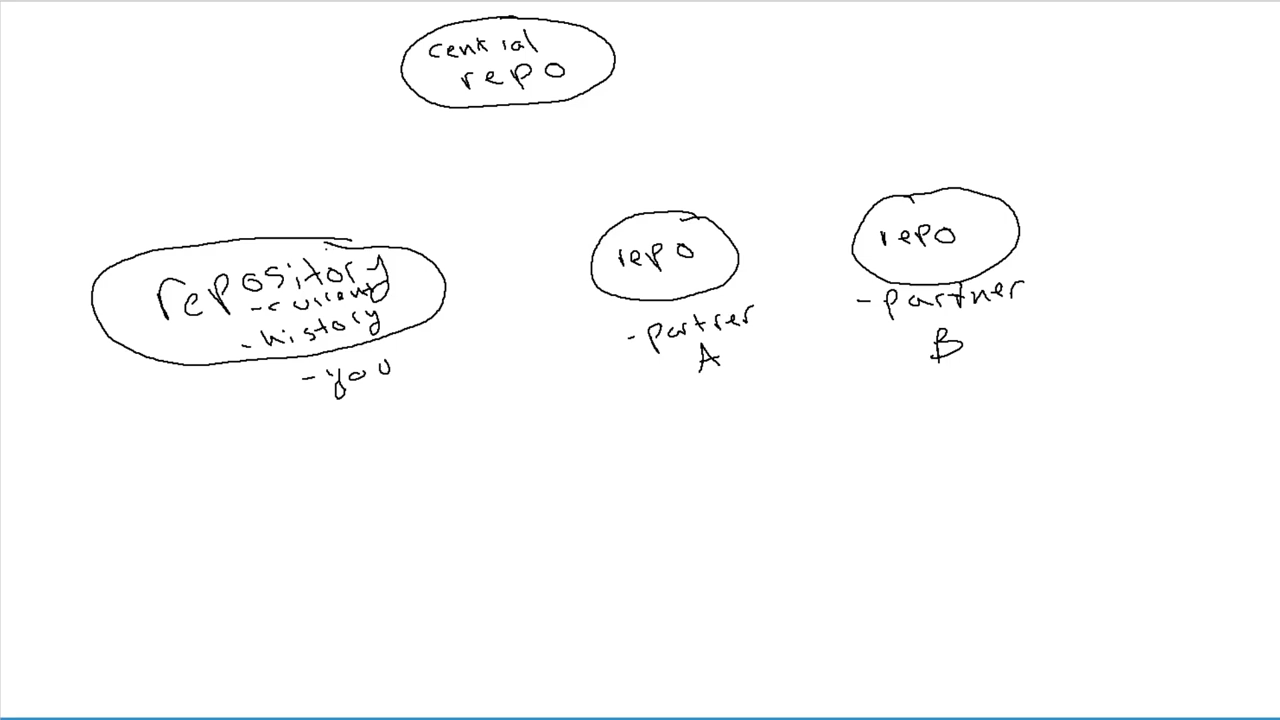 central
repo
repository
- current
- history
- you
repo
- partner
A
repo
- partner
B